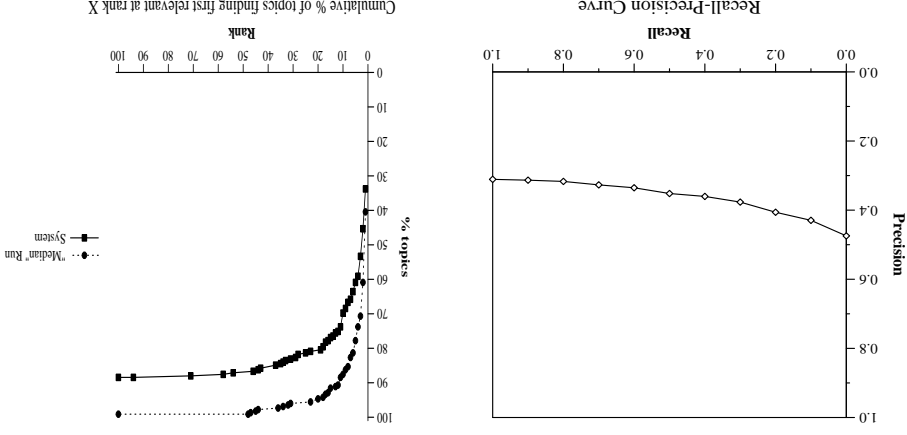 1.0
0.8
0.6
0.4
0.2
0.0
Precision
0.0 0.2 0.4 0.6 0.8 1.0
Recall
Recall-Precision Curve
100
90
80
70
60
50
40
30
20
10
0
% topics
0 10 20 30 40 50 60 70 80 90 100
Rank
"Median" Run
System
Cumulative % of topics finding first relevant at rank X